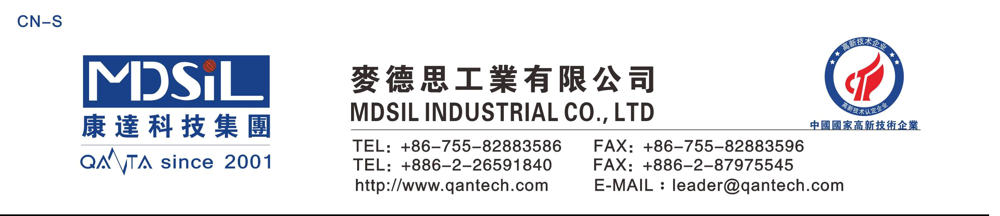 CN-S
MDSiL
康達科技集團
QANTA since 2001
麥德思工業有限公司
MDSIL INDUSTRIAL CO., LTD
高新技术企业
高新技术认定企业
中國國家高新技術企業
TEL: +86-755-82883586 FAX: +86-755-82883596
TEL: +886-2-26591840 FAX: +886-2-87975545
http://www.qantech.com E-MAIL：leader@qantech.com